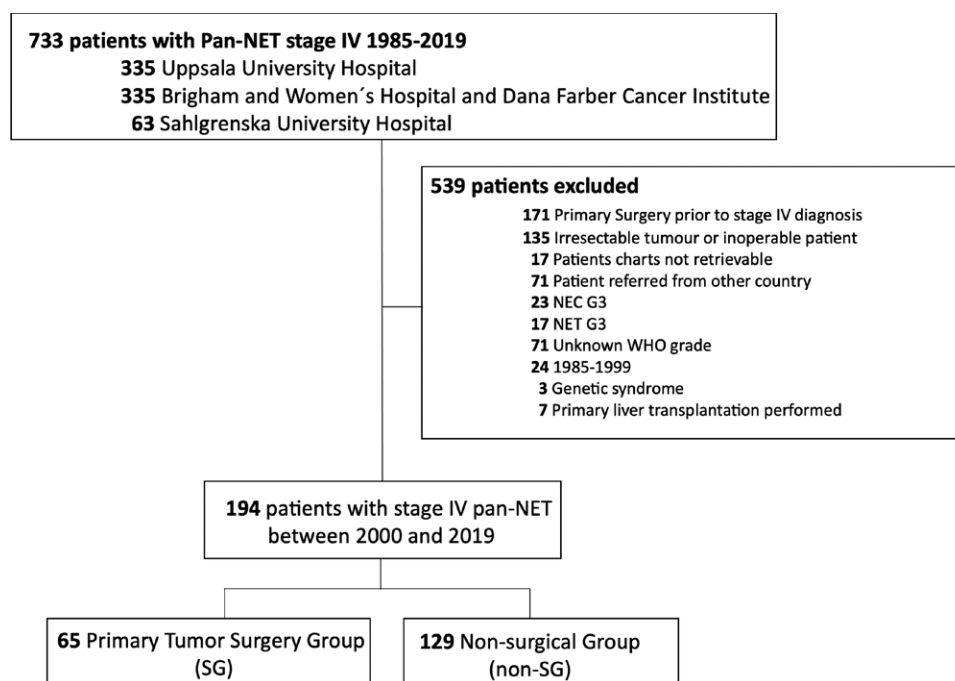 733 patients with Pan-NET stage IV 1985-2019
335 Uppsala University Hospital
335 Brigham and Women´s Hospital and Dana Farber Cancer Institute
63 Sahlgrenska University Hospital
539 patients excluded
171 Primary Surgery prior to stage IV diagnosis
135 Irresectable tumour or inoperable patient
17 Patients charts not retrievable
71 Patient referred from other country
23 NEC G3
17 NET G3
71 Unknown WHO grade
24 1985-1999
3 Genetic syndrome
7 Primary liver transplantation performed
194 patients with stage IV pan-NET
between 2000 and 2019
65 Primary Tumor Surgery Group
(SG)
129 Non-surgical Group
(non-SG)